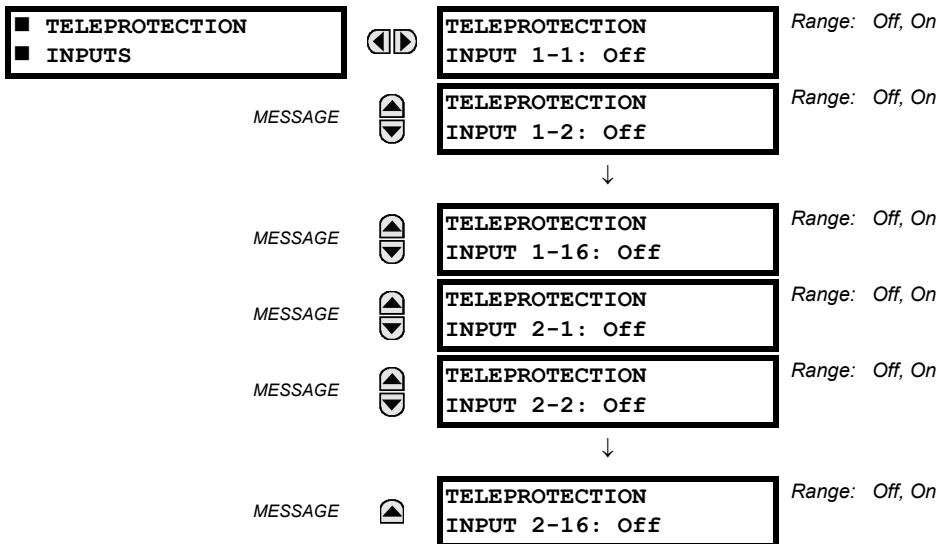 ■ TELEPROTECTION
■ INPUTS
TELEPROTECTION
INPUT 1-1: Off
Range: Off, On
MESSAGE
TELEPROTECTION
INPUT 1-2: Off
Range: Off, On
↓
MESSAGE
TELEPROTECTION
INPUT 1-16: Off
Range: Off, On
MESSAGE
TELEPROTECTION
INPUT 2-1: Off
Range: Off, On
MESSAGE
TELEPROTECTION
INPUT 2-2: Off
Range: Off, On
↓
MESSAGE
TELEPROTECTION
INPUT 2-16: Off
Range: Off, On